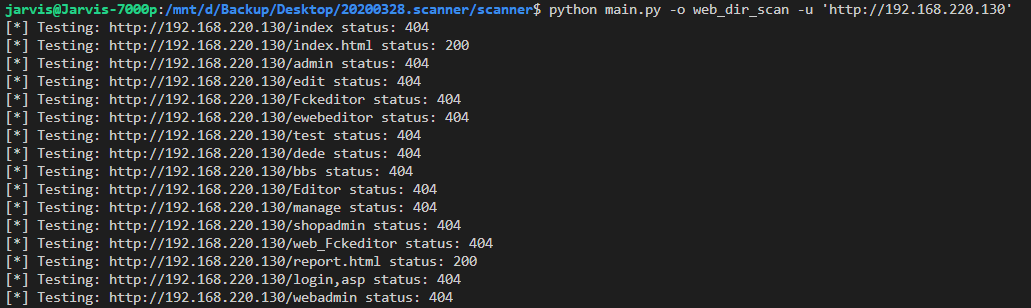 jarvis@Jarvis-7000p:/mnt/d/Backup/Desktop/20200328.scanner/scanner$ python main.py -o web_dir_scan -u 'http://192.168.220.130'
[*] Testing: http://192.168.220.130/index status: 404
[*] Testing: http://192.168.220.130/index.html status: 200
[*] Testing: http://192.168.220.130/admin status: 404
[*] Testing: http://192.168.220.130/edit status: 404
[*] Testing: http://192.168.220.130/Fckeditor status: 404
[*] Testing: http://192.168.220.130/ewebeditor status: 404
[*] Testing: http://192.168.220.130/test status: 404
[*] Testing: http://192.168.220.130/dede status: 404
[*] Testing: http://192.168.220.130/bbs status: 404
[*] Testing: http://192.168.220.130/Editor status: 404
[*] Testing: http://192.168.220.130/manage status: 404
[*] Testing: http://192.168.220.130/shopadmin status: 404
[*] Testing: http://192.168.220.130/web_Fckeditor status: 404
[*] Testing: http://192.168.220.130/report.html status: 200
[*] Testing: http://192.168.220.130/login,asp status: 404
[*] Testing: http://192.168.220.130/webadmin status: 404